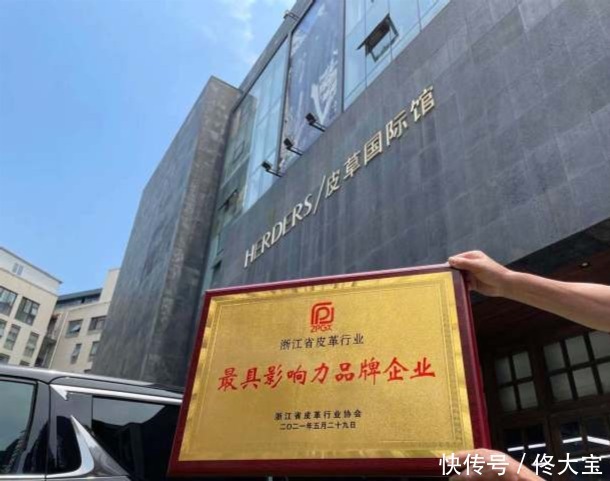 HERDERS/皮草国际馆
ZPGX
浙江省皮革行业
最具影响力品牌企业
浙江省皮革行业协会
二〇二一年五月二十九日
快传号/佟大宝